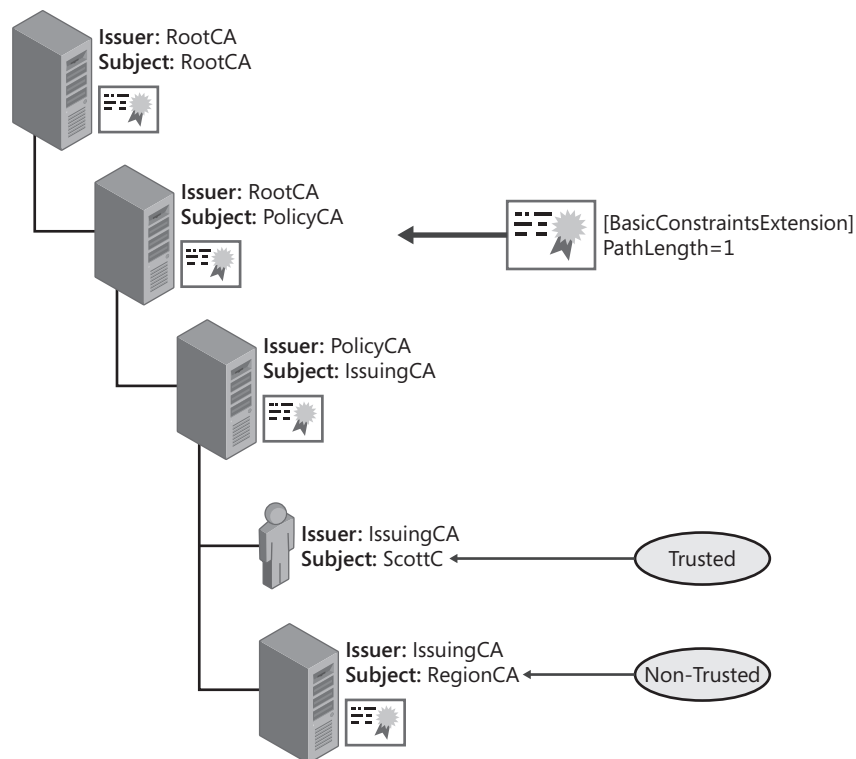 Issuer: RootCA
Subject: RootCA
Issuer: RootCA
Subject: PolicyCA
[BasicConstraintsExtension]
PathLength=1
Issuer: PolicyCA
Subject: IssuingCA
Issuer: IssuingCA
Subject: ScottC
Trusted
Issuer: IssuingCA
Subject: RegionCA
Non-Trusted